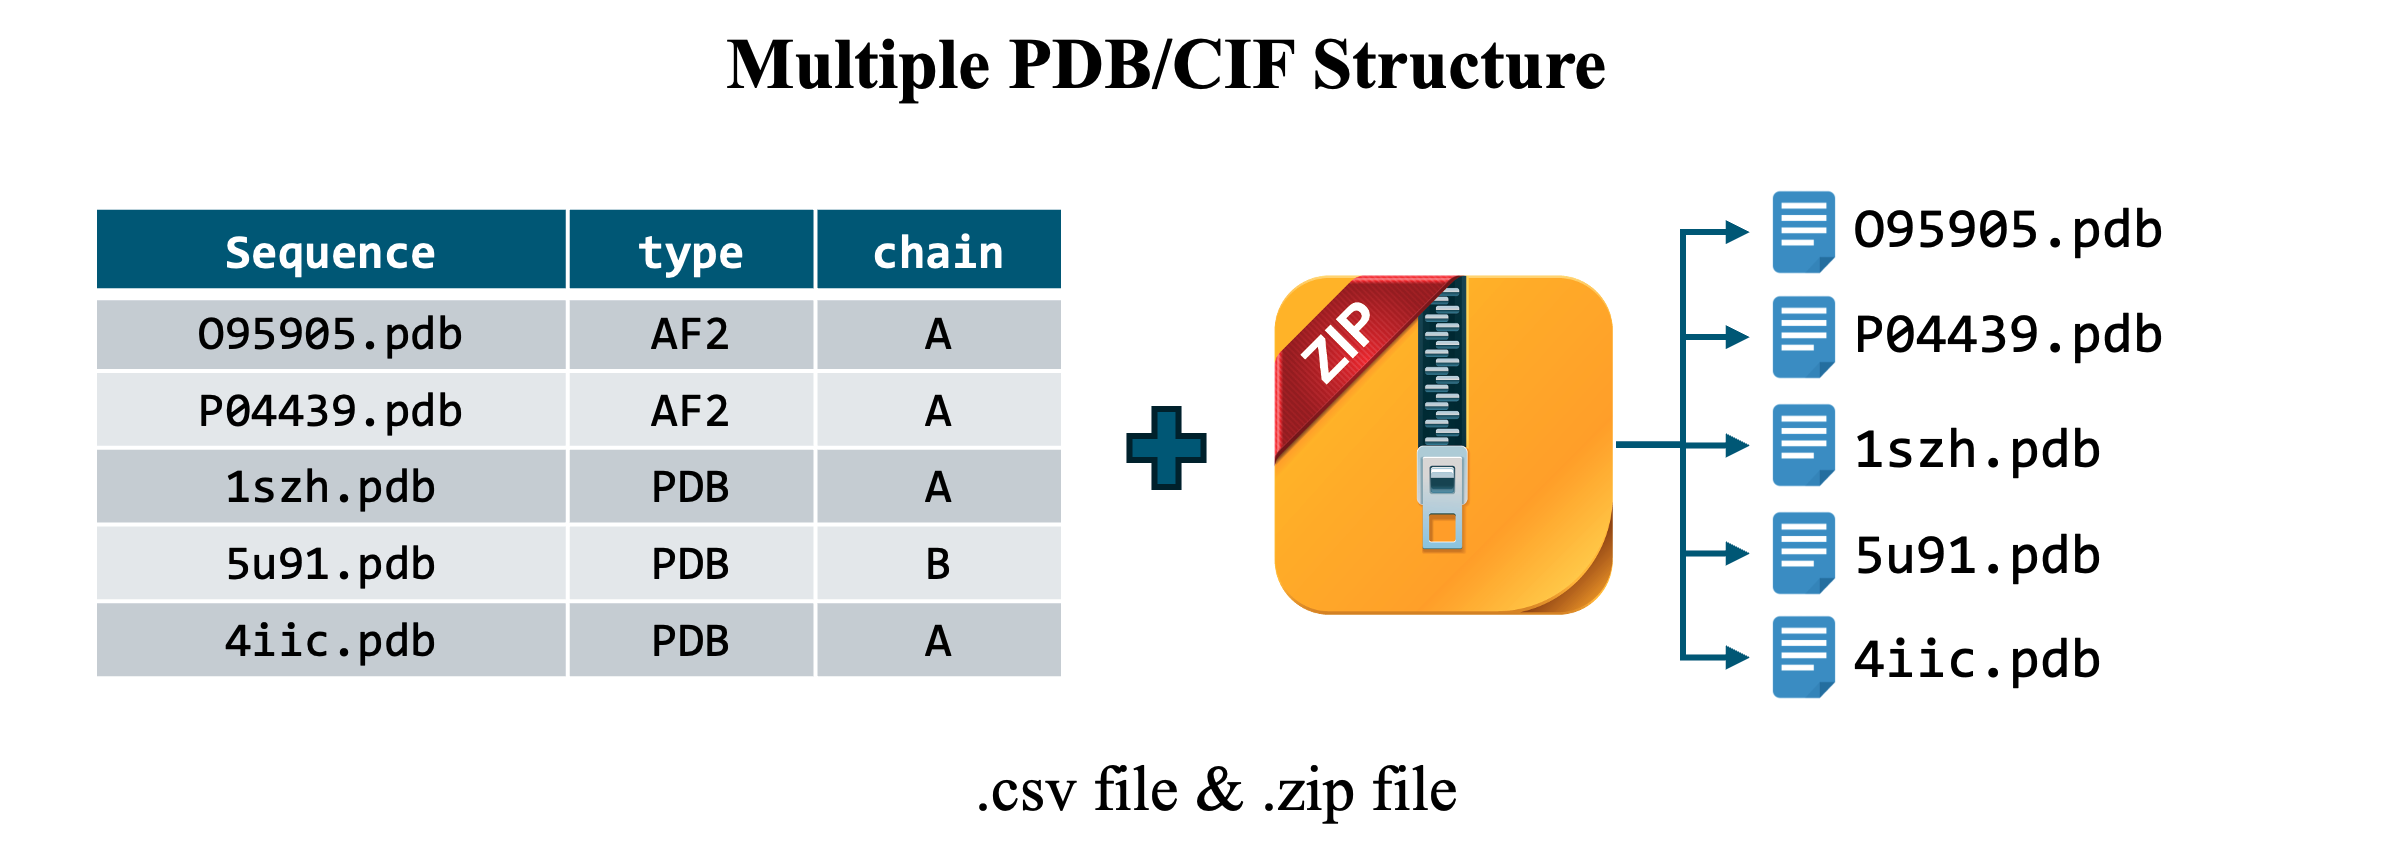 Multiple PDB/CIF Structure
Sequence type chain
O95905.pdb AF2 A
P04439.pdb AF2 A
1szh.pdb PDB A
5u91.pdb PDB B
4iic.pdb PDB A
ZIP
O95905.pdb
P04439.pdb
1szh.pdb
5u91.pdb
4iic.pdb
.csv file & .zip file